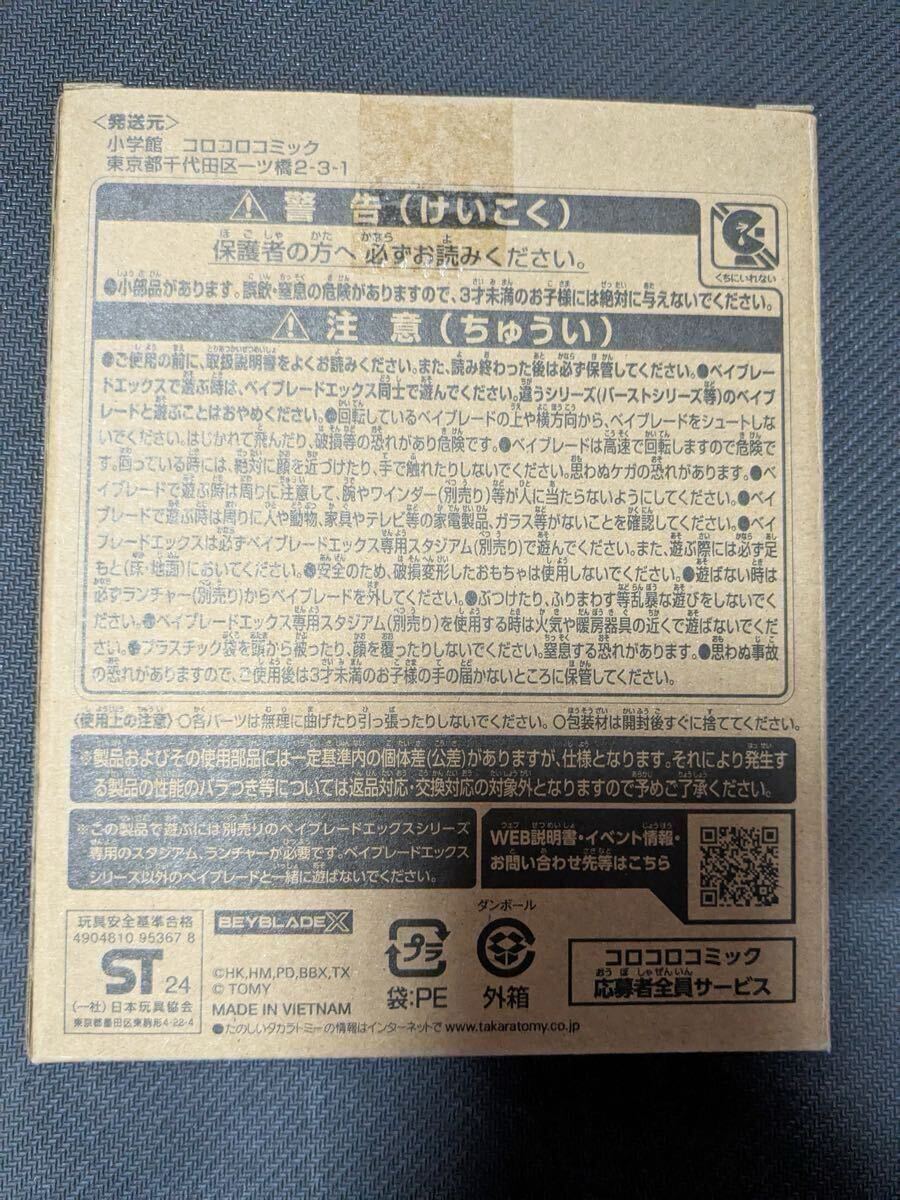 <発送元>
小学館　コロコロコミック
東京都千代田区一ツ橋2-3-1
⚠警 告(けいこく)
保護者の方へ 必ずお読みください。
くちにいれない
●小部品があります。誤飲・窒息の危険がありますので、3才未満のお子様には絶対に与えないでください。
⚠注 意(ちゅうい)
●ご使用の前に、取扱説明書をよくお読みください。また、読み終わった後は必ず保管してください。●ベイブレー
ドエックスで遊ぶ時は、ベイブレードエックス同士で遊んでください。違うシリーズ(バーストシリーズ等)のベイブ
レードと遊ぶことはおやめください。●回転しているベイブレードの上や横方向から、ベイブレードをシュートしな
いでください。はじかれて飛んだり、破損等の恐れがあり危険です。●ベイブレードは高速で回転しますので危険で
す。回っている時には、絶対に顔を近づけたり、手で触れたりしないでください。思わぬケガの恐れがあります。●ベ
イブレードで遊ぶ時は周りに注意して、腕やワインダー(別売り)等が人に当たらないようにしてください。●ベイ
ブレードで遊ぶ時は周りに人や動物、家具やテレビ等の家電製品、ガラス等がないことを確認してください。●ベイ
ブレードエックスは必ずベイブレードエックス専用スタジアム(別売り)で遊んでください。また、遊ぶ際には必ず足
もと(床・地面)においてください。●安全のため、破損変形したおもちゃは使用しないでください。●遊ばない時は
必ずランチャー(別売り)からベイブレードを外してください。●ぶつけたり、ふりまわす等乱暴な遊びをしないでく
ださい。●ベイブレードエックス専用スタジアム(別売り)を使用する時は火気や暖房器具の近くで遊ばないでくだ
さい。●プラスチック袋を頭から被ったり、顔を覆ったりしないでください。窒息する恐れがあります。●思わぬ事故
の恐れがありますので、ご使用後は3才未満のお子様の手の届かないところに保管してください。
〈使用上の注意〉○各パーツは無理に曲げたり引っ張ったりしないでください。○包装材は開封後すぐに捨ててください。
※製品およびその使用部品には一定基準内の個体差(公差)がありますが、仕様となります。それにより発生す
る製品の性能のバラつき等については返品対応・交換対応の対象外となりますので予めご了承ください。
※この製品で遊ぶには別売りのベイブレードエックスシリーズ
専用のスタジアム、ランチャーが必要です。ベイブレードエックス
シリーズ以外のベイブレードと一緒に遊ばないでください。
WEB説明書・イベント情報・
お問い合わせ先等はこちら
玩具安全基準合格
4904810 95367 8
ST 24
(一社)日本玩具協会
東京都墨田区東駒形4-22-4
BEYBLADE X
©HK,HM,PD,BBX,TX
© TOMY
MADE IN VIETNAM
●たのしいタカラトミーの情報はインターネットで www.takaratomy.co.jp
プラ
袋:PE
ダンボール
外箱
コロコロコミック
応募者全員サービス